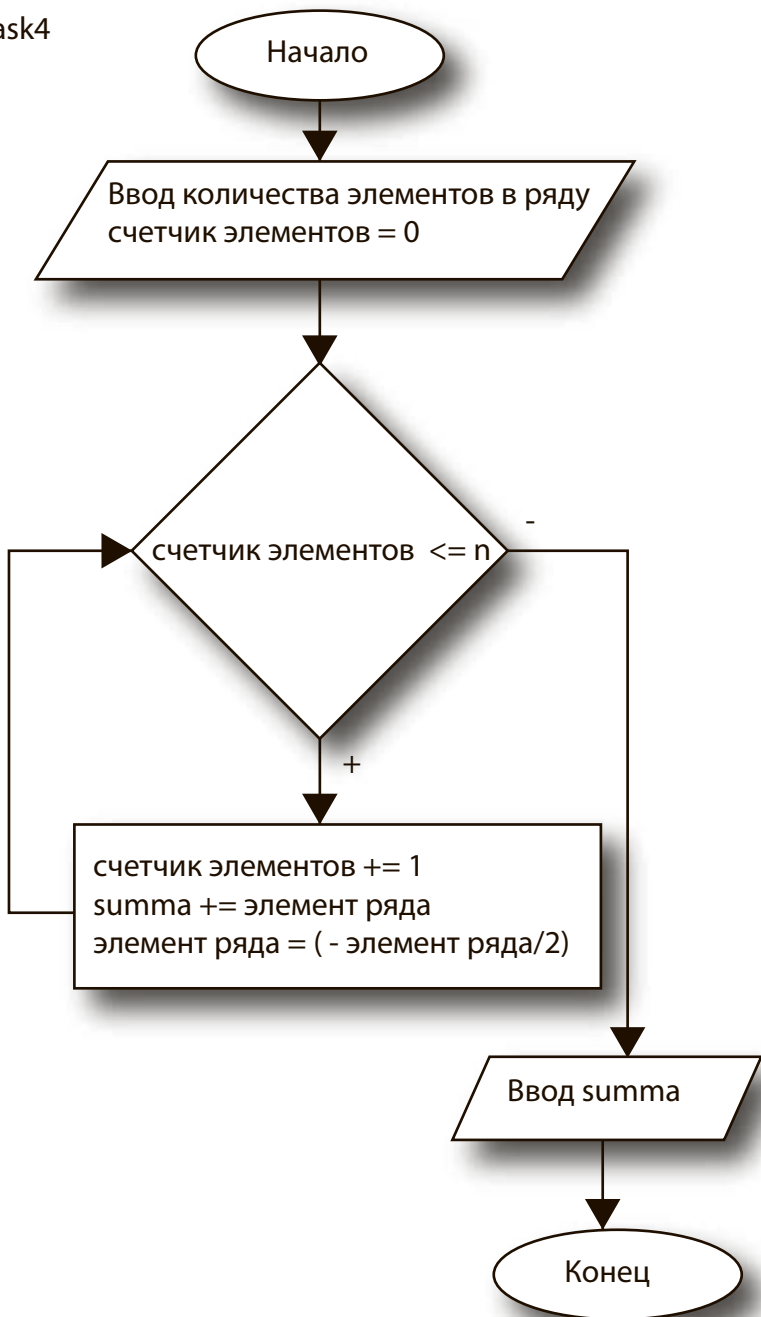 ask4
Начало
Ввод количества элементов в ряду
счетчик элементов = 0
счетчик элементов <= n
-
+
счетчик элементов += 1
summa += элемент ряда
элемент ряда = ( - элемент ряда/2)
Ввод summa
Конец